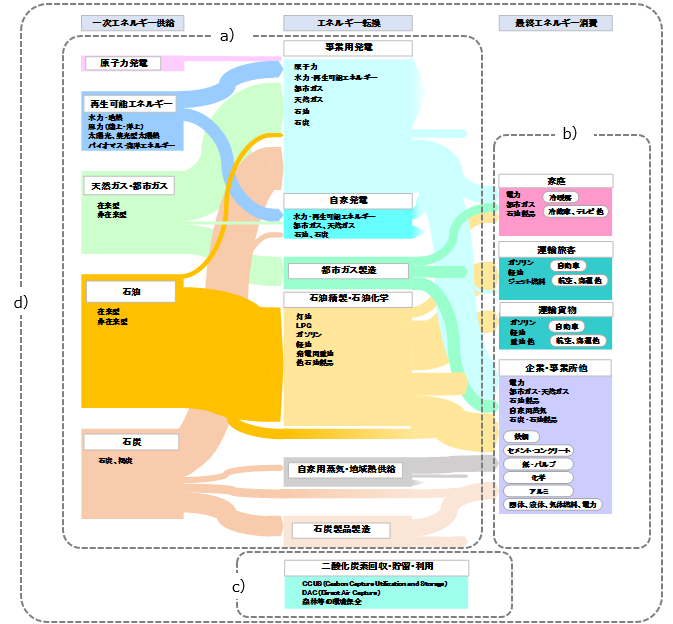 一次エネルギー供給
エネルギー転換
最終エネルギー消費
a）
原子力発電
再生可能エネルギー
水力・地熱
風力（陸上・洋上）
太陽光、集光型太陽熱
バイオマス・海洋エネルギー
天然ガス・都市ガス
在来型
非在来型
石油
在来型
非在来型
石炭
石炭、褐炭
事業用発電
原子力
水力・再生可能エネルギー
都市ガス
天然ガス
石油
石炭
自家発電
水力・再生可能エネルギー
都市ガス、天然ガス
石油、石炭
都市ガス製造
石油精製・石油化学
灯油
LPG
ガソリン
軽油
発電用重油
他石油製品
自家用蒸気・地域熱供給
石炭製品製造
b）
家庭
電力
都市ガス
石油製品
冷暖房
冷蔵庫、テレビ他
運輸旅客
ガソリン
軽油
ジェット燃料
自動車
航空、海運他
運輸貨物
ガソリン
軽油
重油他
自動車
航空、海運他
企業・事業所他
電力
都市ガス・天然ガス
石油製品
自家用蒸気
石炭・石油製品
鉄鋼
セメント・コンクリート
紙・パルプ
化学
アルミ
固体、液体、気体燃料、電力
c）
二酸化炭素回収・貯留・利用
CCUS（Carbon Capture Utilization and Storage）
DAC（Direct Air Capture）
森林等の環境保全
d）